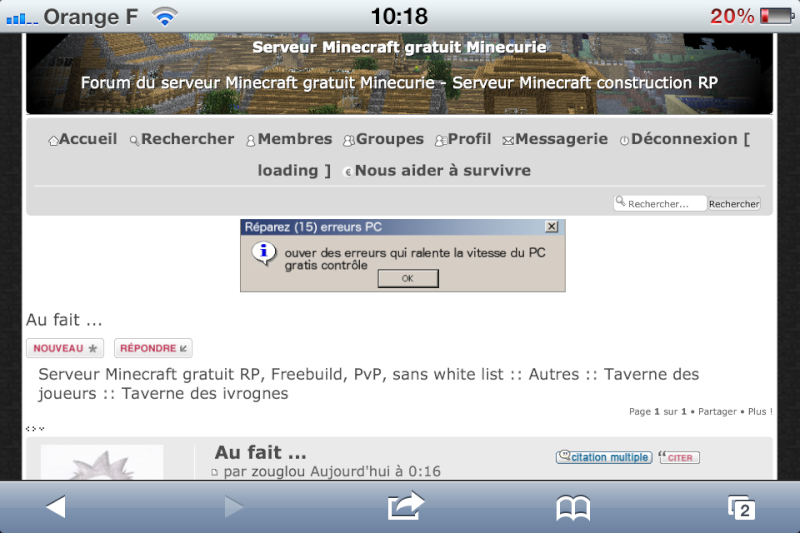 Orange F 10:18 20%
Serveur Minecraft gratuit Minecurie
Forum du serveur Minecraft gratuit Minecurie - Serveur Minecraft construction RP
Accueil Rechercher Membres Groupes Profil Messagerie Déconnexion [
loading ] Nous aider à survivre
Rechercher... Rechercher
Réparez (15) erreurs PC
ouver des erreurs qui ralente la vitesse du PC
gratis contrôle
OK
Au fait ...
NOUVEAU RÉPONDRE
Serveur Minecraft gratuit RP, Freebuild, PvP, sans white list :: Autres :: Taverne des
joueurs :: Taverne des ivrognes
Page 1 sur 1 • Partager • Plus !
Au fait ...
citation multiple CITER
par zouglou Aujourd'hui à 0:16
2